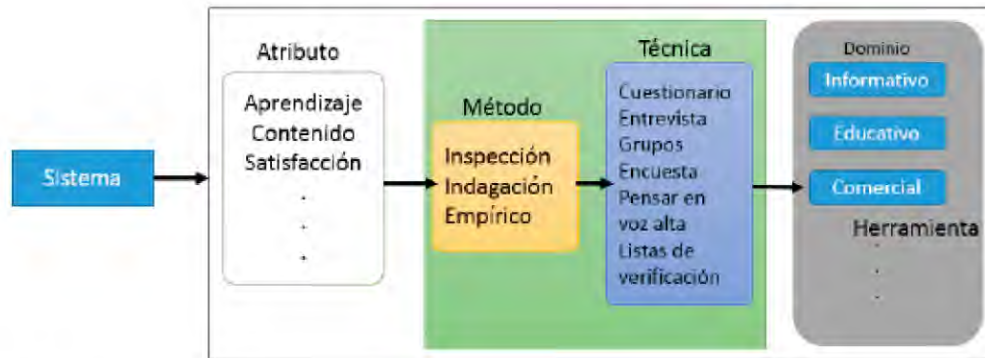 Sistema
Atributo
Aprendizaje
Contenido
Satisfacción
.
.
.
Método
Inspección
Indagación
Empírico
Técnica
Cuestionario
Entrevista
Grupos
Encuesta
Pensar en
voz alta
Listas de
verificación
Dominio
Informativo
Educativo
Comercial
Herramienta
.
.
.